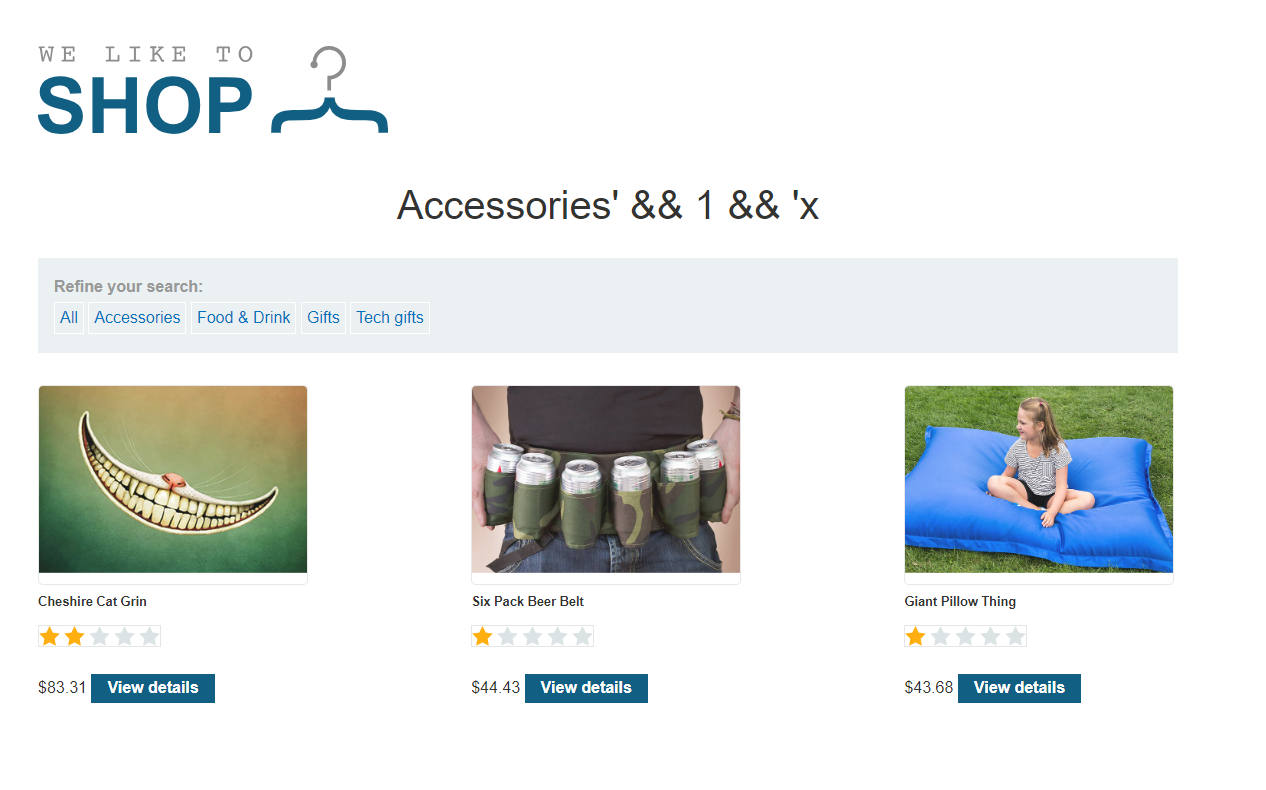 WE LIKE TO
SHOP
Accessories' && 1 && 'x
Refine your search:
All Accessories Food & Drink Gifts Tech gifts
Cheshire Cat Grin Six Pack Beer Belt Giant Pillow Thing
$83.31 View details $44.43 View details $43.68 View details